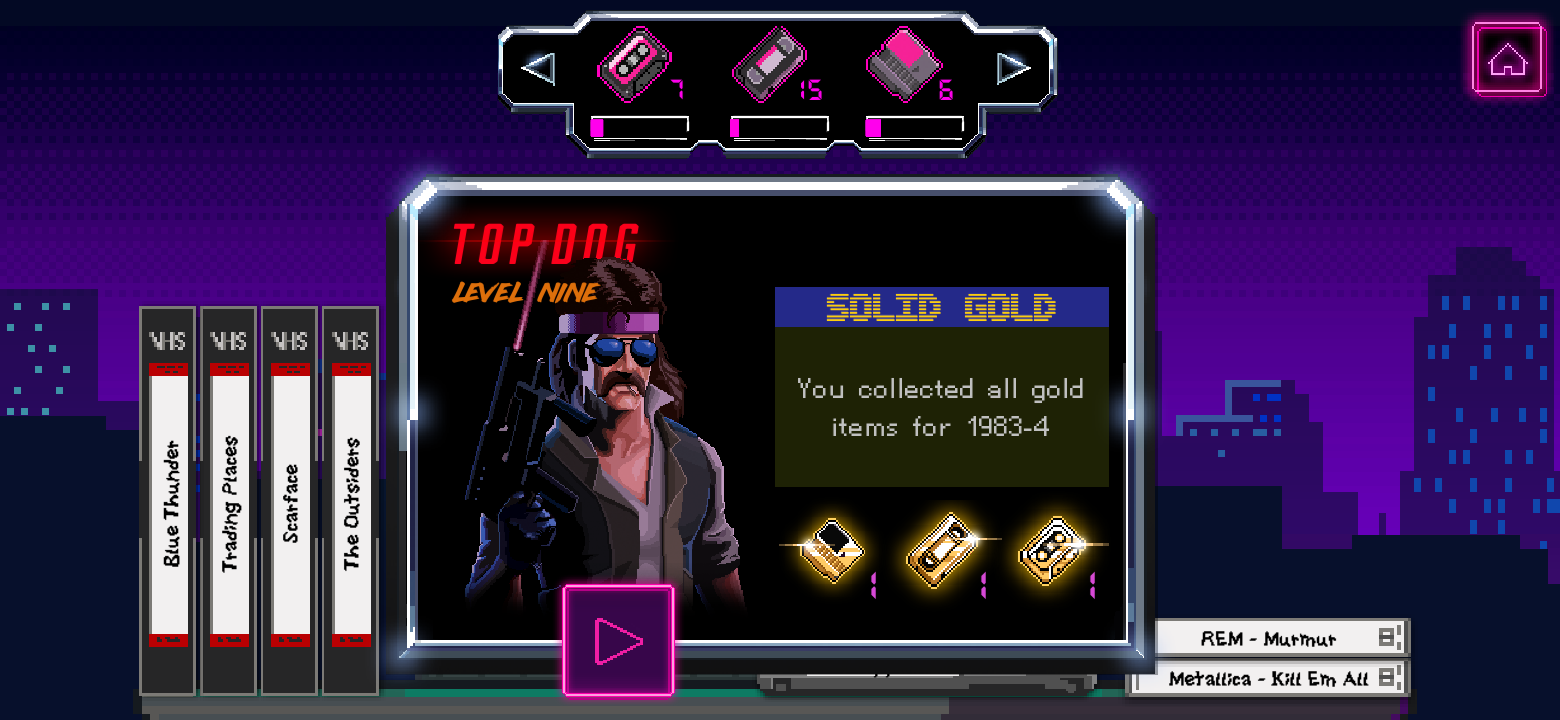 7
15
6
TOP DOG
LEVEL NINE
SOLID GOLD
You collected all gold
items for 1983-4
1
1
1
VHS
VHS
VHS
VHS
Blue Thunder
Trading Places
Scarface
The Outsiders
REM - Murmur
Metallica - Kill Em All